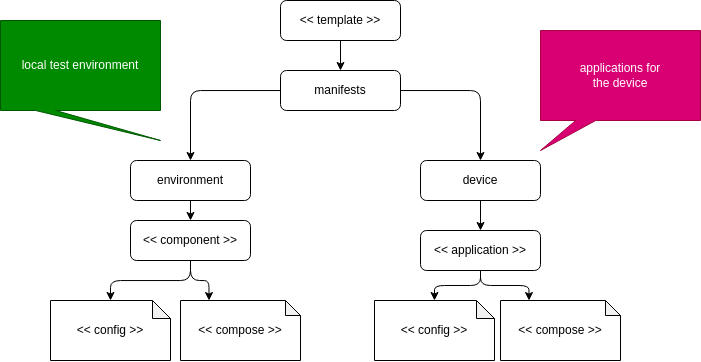 << template >>
local test environment
applications for
the device
manifests
environment
device
<< component >>
<< application >>
<< config >>
<< compose >>
<< config >>
<< compose >>